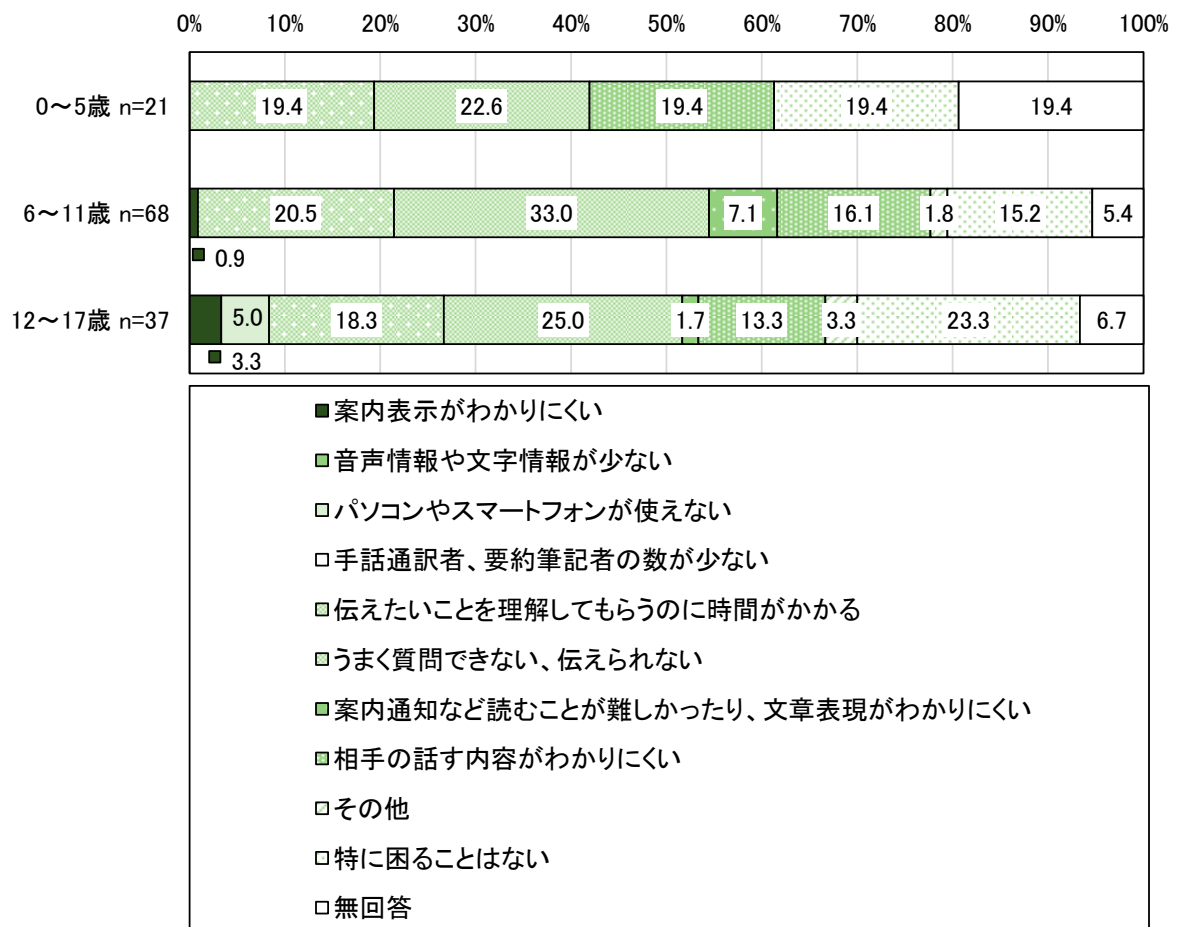 0% 10% 20% 30% 40% 50% 60% 70% 80% 90% 100%
0～5歳 n=21 19.4 22.6 19.4 19.4 19.4
6～11歳 n=68 20.5 33.0 7.1 16.1 1.8 15.2 5.4
0.9
12～17歳 n=37 5.0 18.3 25.0 1.7 13.3 3.3 23.3 6.7
3.3
案内表示がわかりにくい
音声情報や文字情報が少ない
パソコンやスマートフォンが使えない
手話通訳者、要約筆記者の数が少ない
伝えたいことを理解してもらうのに時間がかかる
うまく質問できない、伝えられない
案内通知など読むことが難しかったり、文章表現がわかりにくい
相手の話す内容がわかりにくい
その他
特に困ることはない
無回答